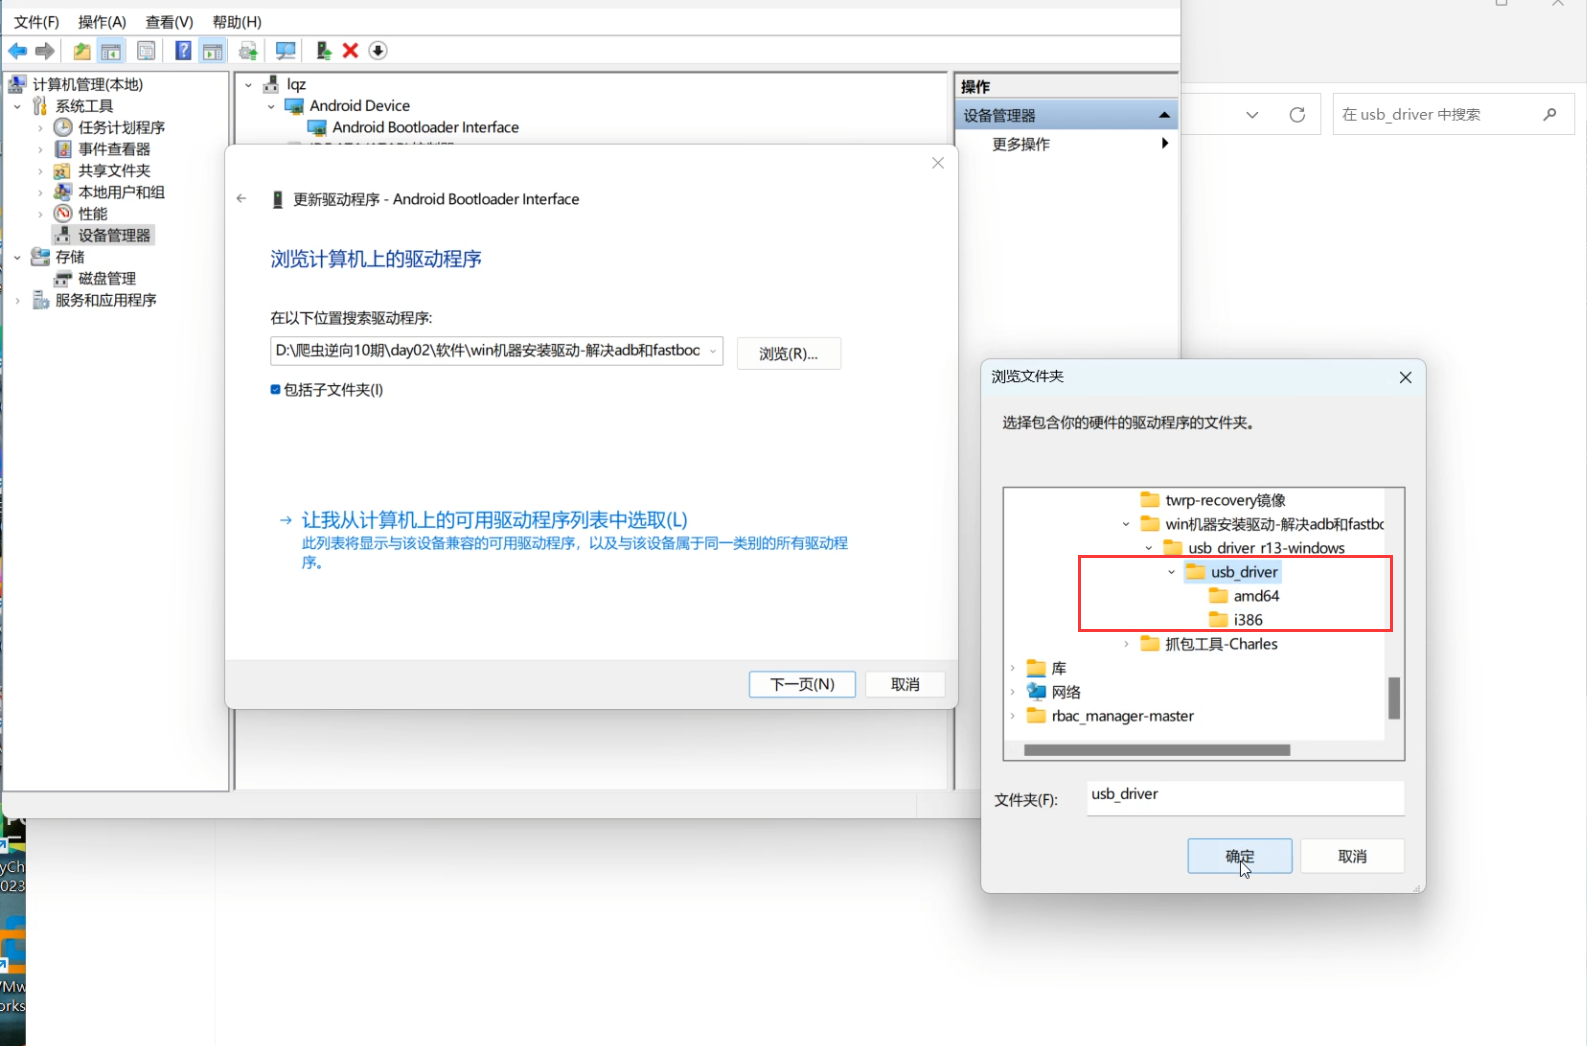 文件(F) 操作(A) 查看(V) 帮助(H)
计算机管理(本地)
系统工具
任务计划程序
事件查看器
共享文件夹
本地用户和组
性能
设备管理器
存储
磁盘管理
服务和应用程序
lqz
Android Device
Android Bootloader Interface
操作
设备管理器
更多操作
在 usb_driver 中搜索
更新驱动程序 - Android Bootloader Interface
浏览计算机上的驱动程序
在以下位置搜索驱动程序:
D:\爬虫逆向10期\day02\软件\win机器安装驱动-解决adb和fastboc
浏览(R)...
包括子文件夹(I)
让我从计算机上的可用驱动程序列表中选取(L)
此列表将显示与该设备兼容的可用驱动程序，以及与该设备属于同一类别的所有驱动程
序。
下一页(N)
取消
浏览文件夹
选择包含你的硬件的驱动程序的文件夹。
twrp-recovery镜像
win机器安装驱动-解决adb和fastbc
usb_driver_r13-windows
usb_driver
amd64
i386
抓包工具-Charles
库
网络
rbac_manager-master
文件夹(F):
usb_driver
确定
取消
yCh
023
VMw
orks